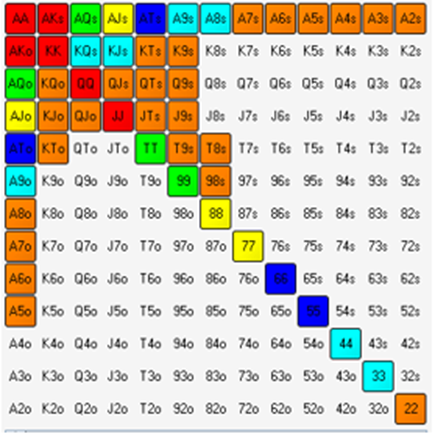 AA AKs AQs AJs ATs A9s A8s A7s A6s A5s A4s A3s A2s
AKo KK KQs KJs KTs K9s K8s K7s K6s K5s K4s K3s K2s
AQo KQo QQ QJs QTs Q9s Q8s Q7s Q6s Q5s Q4s Q3s Q2s
AJo KJo QJo JJ JTs J9s J8s J7s J6s J5s J4s J3s J2s
ATo KTo QTo JTo TT T9s T8s T7s T6s T5s T4s T3s T2s
A9o K9o Q9o J9o T9o 99 98s 97s 96s 95s 94s 93s 92s
A8o K8o Q8o J8o T8o 98o 88 87s 86s 85s 84s 83s 82s
A7o K7o Q7o J7o T7o 97o 87o 77 76s 75s 74s 73s 72s
A6o K6o Q6o J6o T6o 96o 86o 76o 66 65s 64s 63s 62s
A5o K5o Q5o J5o T5o 95o 85o 75o 65o 55 54s 53s 52s
A4o K4o Q4o J4o T4o 94o 84o 74o 64o 54o 44 43s 42s
A3o K3o Q3o J3o T3o 93o 83o 73o 63o 53o 43o 33 32s
A2o K2o Q2o J2o T2o 92o 82o 72o 62o 52o 42o 32o 22